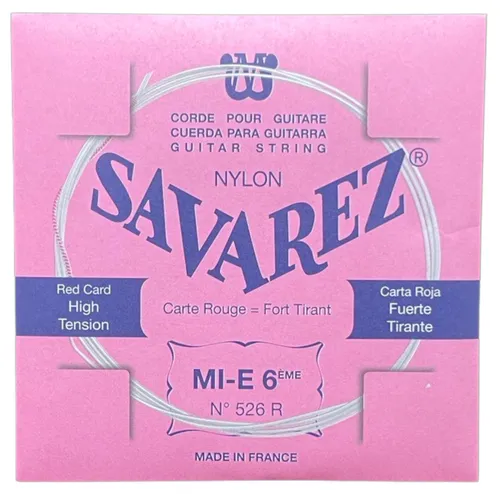 CORDE POUR GUITARE
CUERDA PARA GUITARRA
GUITAR STRING
NYLON
SAVAREZ®
Red Card
High
Tension
Carte Rouge = Fort Tirant
Carta Roja
Fuerte
Tirante
MI-E 6ÈME
N° 526 R
MADE IN FRANCE